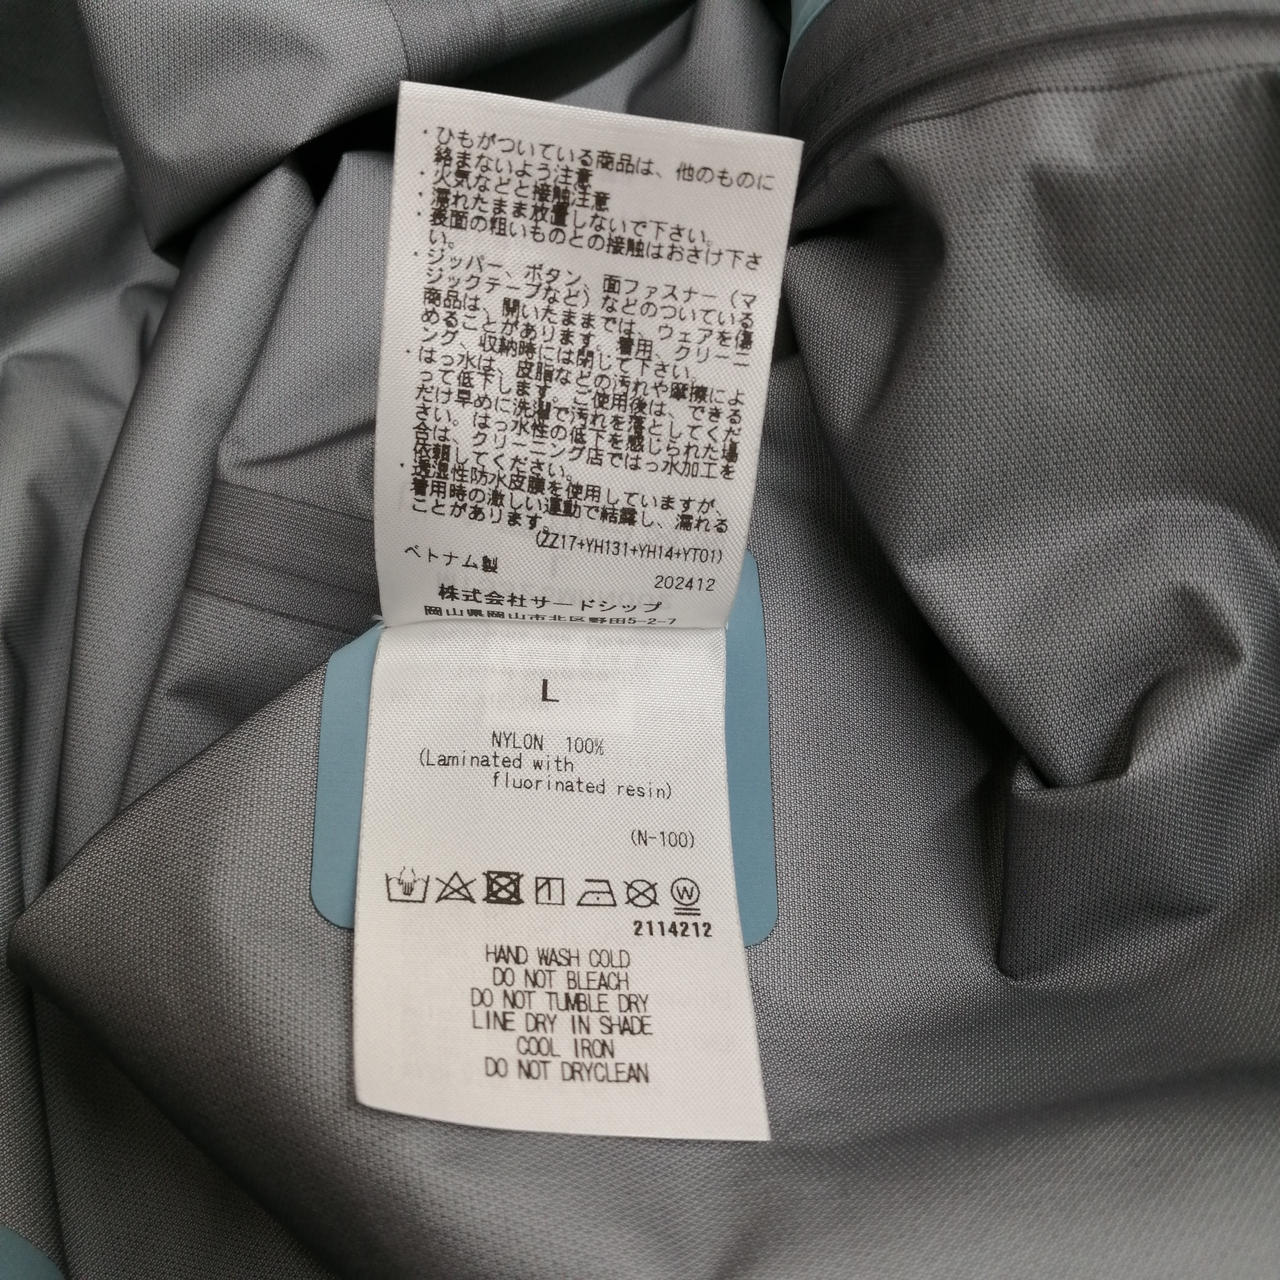 ・ひもがついている商品は、他のものに
絡まないよう注意
・火気などと接触注意
・濡れたまま放置しないで下さい。
・表面の粗いものとの接触はおさけ下さ
い。
・ジッパー、ボタン、面ファスナー（マ
ジックテープなど）などのついている
商品は、開いたままでは、ウェアを傷
めることがあります。着用、クリーニ
ング、収納時には閉じて下さい。
・はっ水は、皮脂などの汚れや摩擦によ
って低下します。ご使用後は、できる
だけ早めに洗濯で汚れを落としてくだ
さい。はっ水性の低下を感じられた場
合は、クリーニング店ではっ水加工を
依頼してください。
・透湿性防水皮膜を使用していますが、
着用時の激しい運動で結露し、濡れる
ことがあります。
(ZZ17+YH131+YH14+YT01)
ベトナム製
202412
株式会社サードシップ
岡山県岡山市北区野田5-2-7
L
NYLON 100%
(Laminated with
fluorinated resin)
(N-100)
W
2114212
HAND WASH COLD
DO NOT BLEACH
DO NOT TUMBLE DRY
LINE DRY IN SHADE
COOL IRON
DO NOT DRYCLEAN